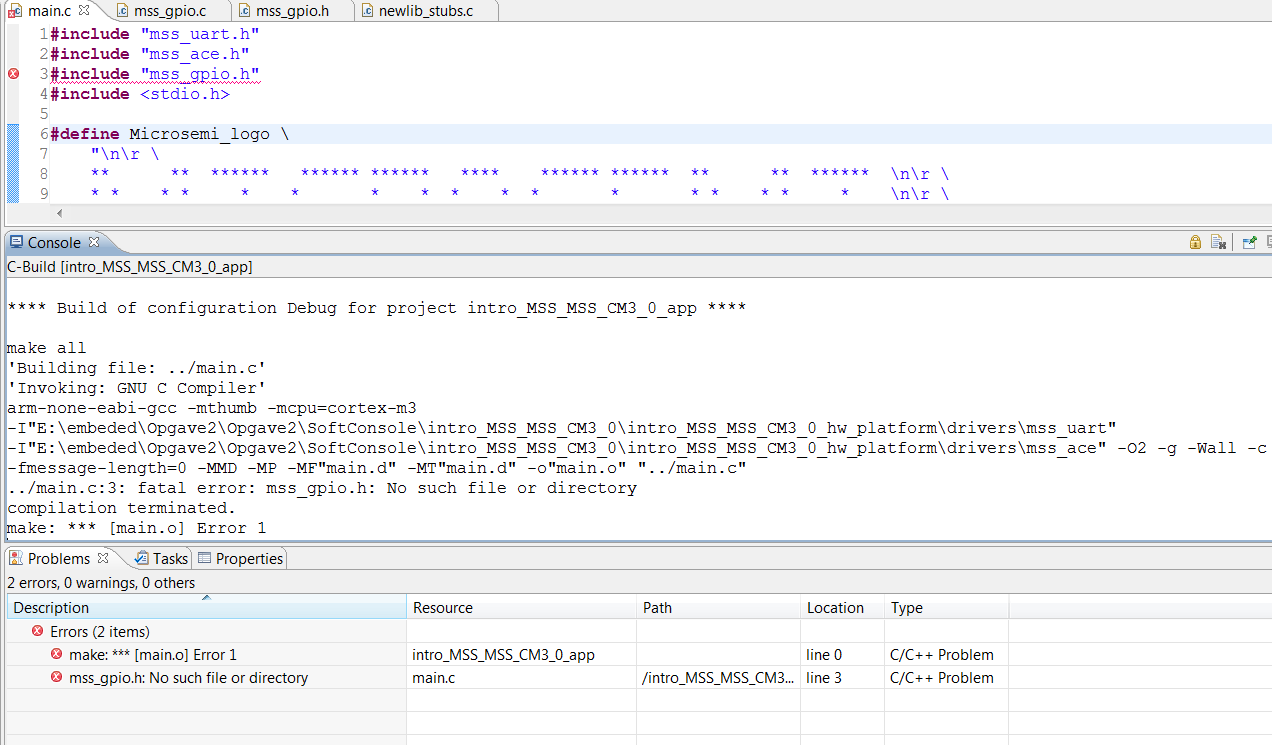 main.c mss_gpio.c mss_gpio.h newlib_stubs.c
1 #include "mss_uart.h"
2 #include "mss_ace.h"
3 #include "mss_gpio.h"
4 #include <stdio.h>
5
6 #define Microsemi_logo \
7 "\n\r \
8 ** ** ****** ****** ****** **** ****** ****** ** ** ****** \n\r \
9 * * * * * * * * * * * * * * * * * \n\r \
Console
C-Build [intro_MSS_MSS_CM3_0_app]
**** Build of configuration Debug for project intro_MSS_MSS_CM3_0_app ****
make all
'Building file: ../main.c'
'Invoking: GNU C Compiler'
arm-none-eabi-gcc -mthumb -mcpu=cortex-m3
-I"E:\embeded\Opgave2\Opgave2\SoftConsole\intro_MSS_MSS_CM3_0\intro_MSS_MSS_CM3_0_hw_platform\drivers\mss_uart"
-I"E:\embeded\Opgave2\Opgave2\SoftConsole\intro_MSS_MSS_CM3_0\intro_MSS_MSS_CM3_0_hw_platform\drivers\mss_ace" -O2 -g -Wall -c
-fmessage-length=0 -MMD -MP -MF"main.d" -MT"main.d" -o"main.o" "../main.c"
../main.c:3: fatal error: mss_gpio.h: No such file or directory
compilation terminated.
make: *** [main.o] Error 1
Problems Tasks Properties
2 errors, 0 warnings, 0 others
Description Resource Path Location Type
Errors (2 items)
make: *** [main.o] Error 1 intro_MSS_MSS_CM3_0_app line 0 C/C++ Problem
mss_gpio.h: No such file or directory main.c /intro_MSS_MSS_CM3... line 3 C/C++ Problem